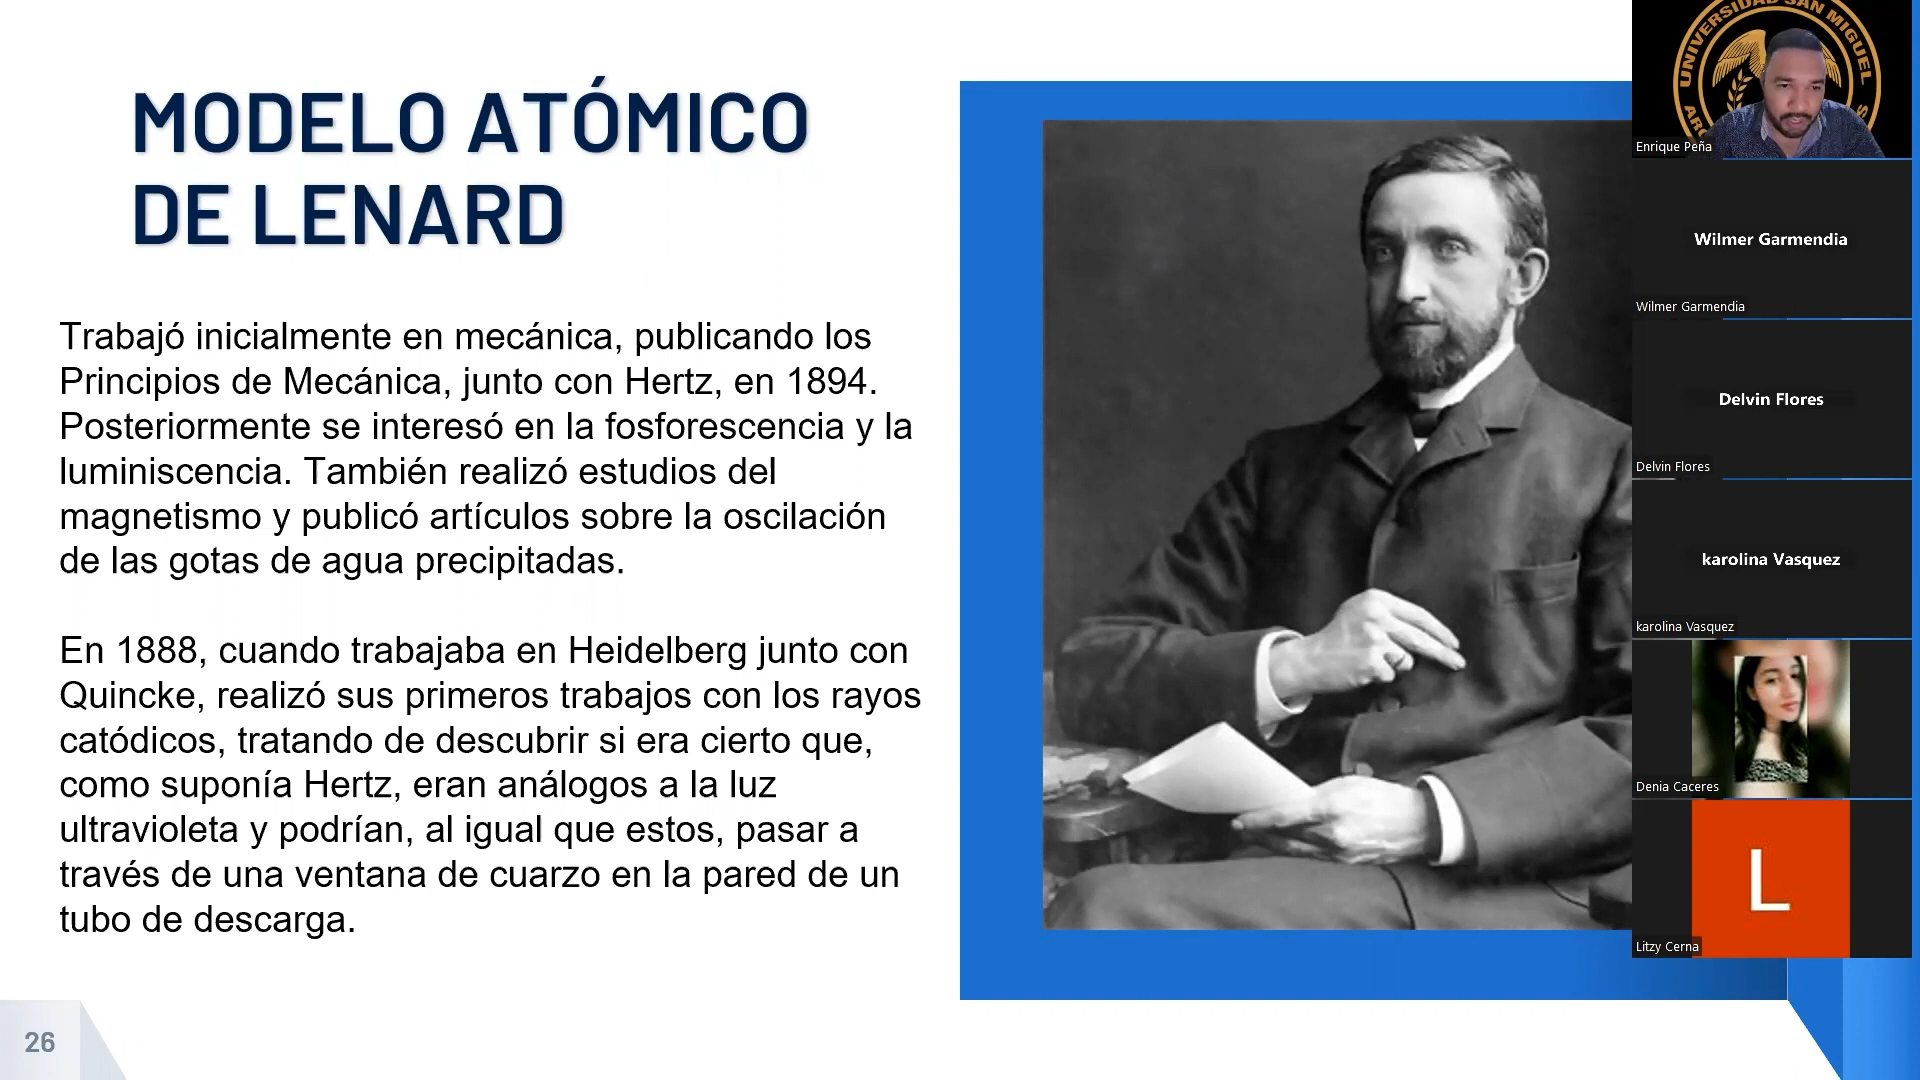 MODELO ATÓMICO
DE LENARD
Trabajó inicialmente en mecánica, publicando los
Principios de Mecánica, junto con Hertz, en 1894.
Posteriormente se interesó en la fosforescencia y la
luminiscencia. También realizó estudios del
magnetismo y publicó artículos sobre la oscilación
de las gotas de agua precipitadas.
En 1888, cuando trabajaba en Heidelberg junto con
Quincke, realizó sus primeros trabajos con los rayos
catódicos, tratando de descubrir si era cierto que,
como suponía Hertz, eran análogos a la luz
ultravioleta y podrían, al igual que estos, pasar a
través de una ventana de cuarzo en la pared de un
tubo de descarga.
26
UNIVERSIDAD SAN MIGUEL
Enrique Peña
Wilmer Garmendia
Wilmer Garmendia
Delvin Flores
Delvin Flores
karolina Vasquez
karolina Vasquez
Denia Caceres
L
Litzy Cerna